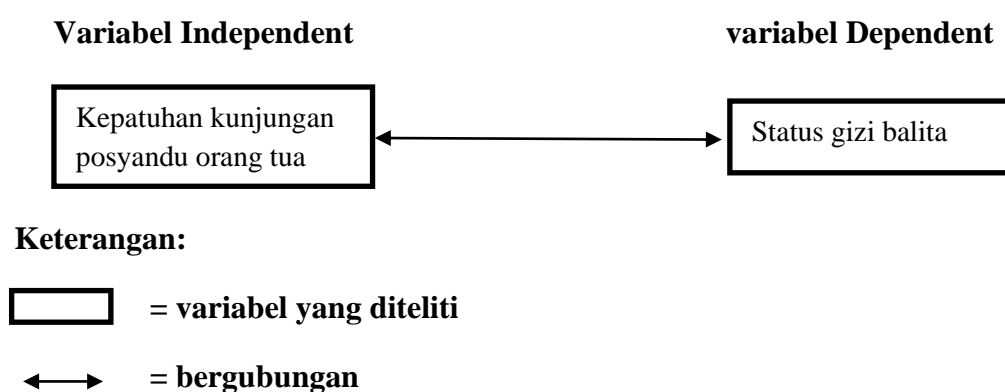 Variabel Independent
variabel Dependent
Kepatuhan kunjungan
posyandu orang tua
Status gizi balita
Keterangan:
= variabel yang diteliti
= bergubungan